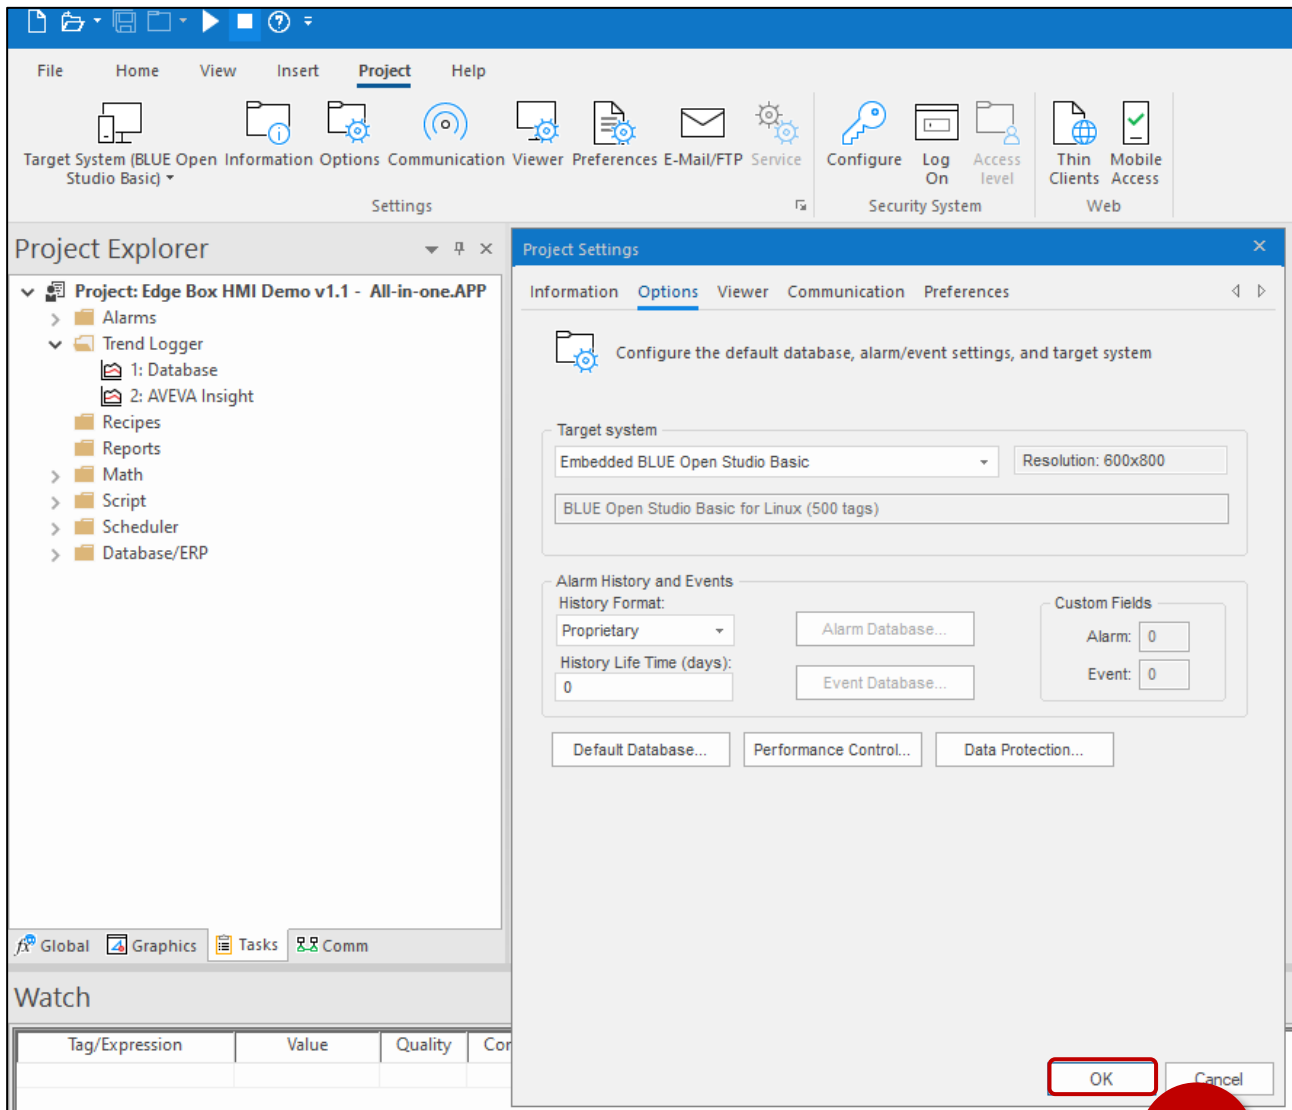 File Home View Insert Project Help
Target System (BLUE Open Studio Basic) Information Options Communication Viewer Preferences E-Mail/FTP Service Configure Log On Access level Thin Clients Mobile Access
Settings Security System Web
Project Explorer
Project: Edge Box HMI Demo v1.1 - All-in-one.APP
Alarms
Trend Logger
1: Database
2: AVEVA Insight
Recipes
Reports
Math
Script
Scheduler
Database/ERP
Global Graphics Tasks Comm
Watch
Tag/Expression Value Quality Cor
Project Settings
Information Options Viewer Communication Preferences
Configure the default database, alarm/event settings, and target system
Target system
Embedded BLUE Open Studio Basic Resolution: 600x800
BLUE Open Studio Basic for Linux (500 tags)
Alarm History and Events
History Format:
Proprietary
History Life Time (days):
0
Alarm Database...
Event Database...
Custom Fields
Alarm: 0
Event: 0
Default Database... Performance Control... Data Protection...
OK Cancel